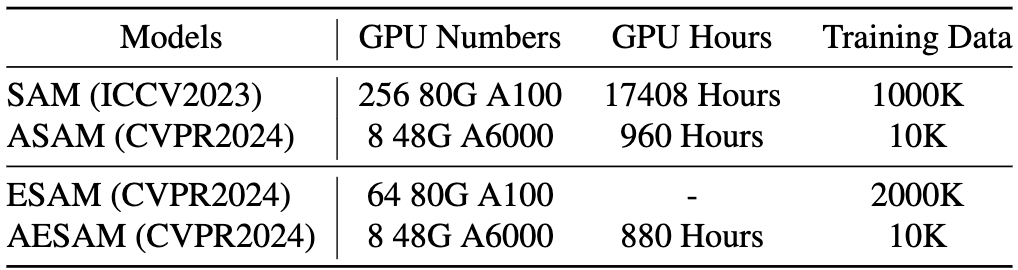 Models GPU Numbers GPU Hours Training Data
SAM (ICCV2023) 256 80G A100 17408 Hours 1000K
ASAM (CVPR2024) 8 48G A6000 960 Hours 10K
ESAM (CVPR2024) 64 80G A100 - 2000K
AESAM (CVPR2024) 8 48G A6000 880 Hours 10K